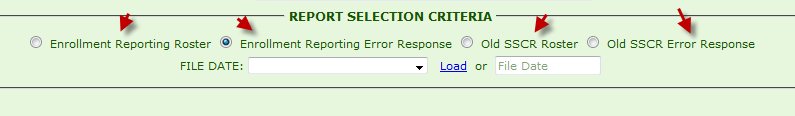 REPORT SELECTION CRITERIA
Enrollment Reporting Roster Enrollment Reporting Error Response Old SSCR Roster Old SSCR Error Response
FILE DATE: Load or File Date